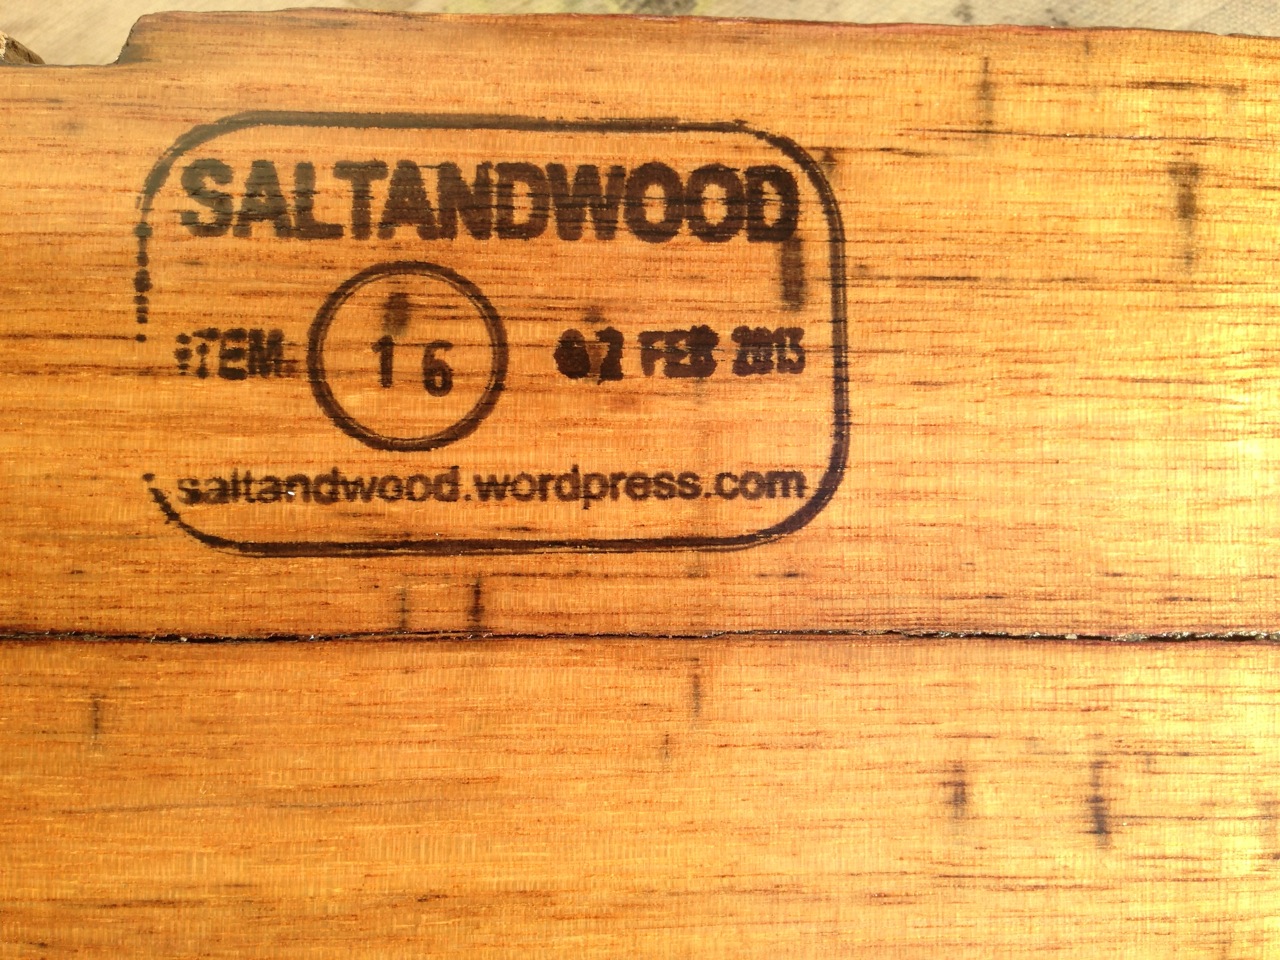 SALTANDWOOD
ITEM: 16 02 FEB 2013
saltandwood.wordpress.com